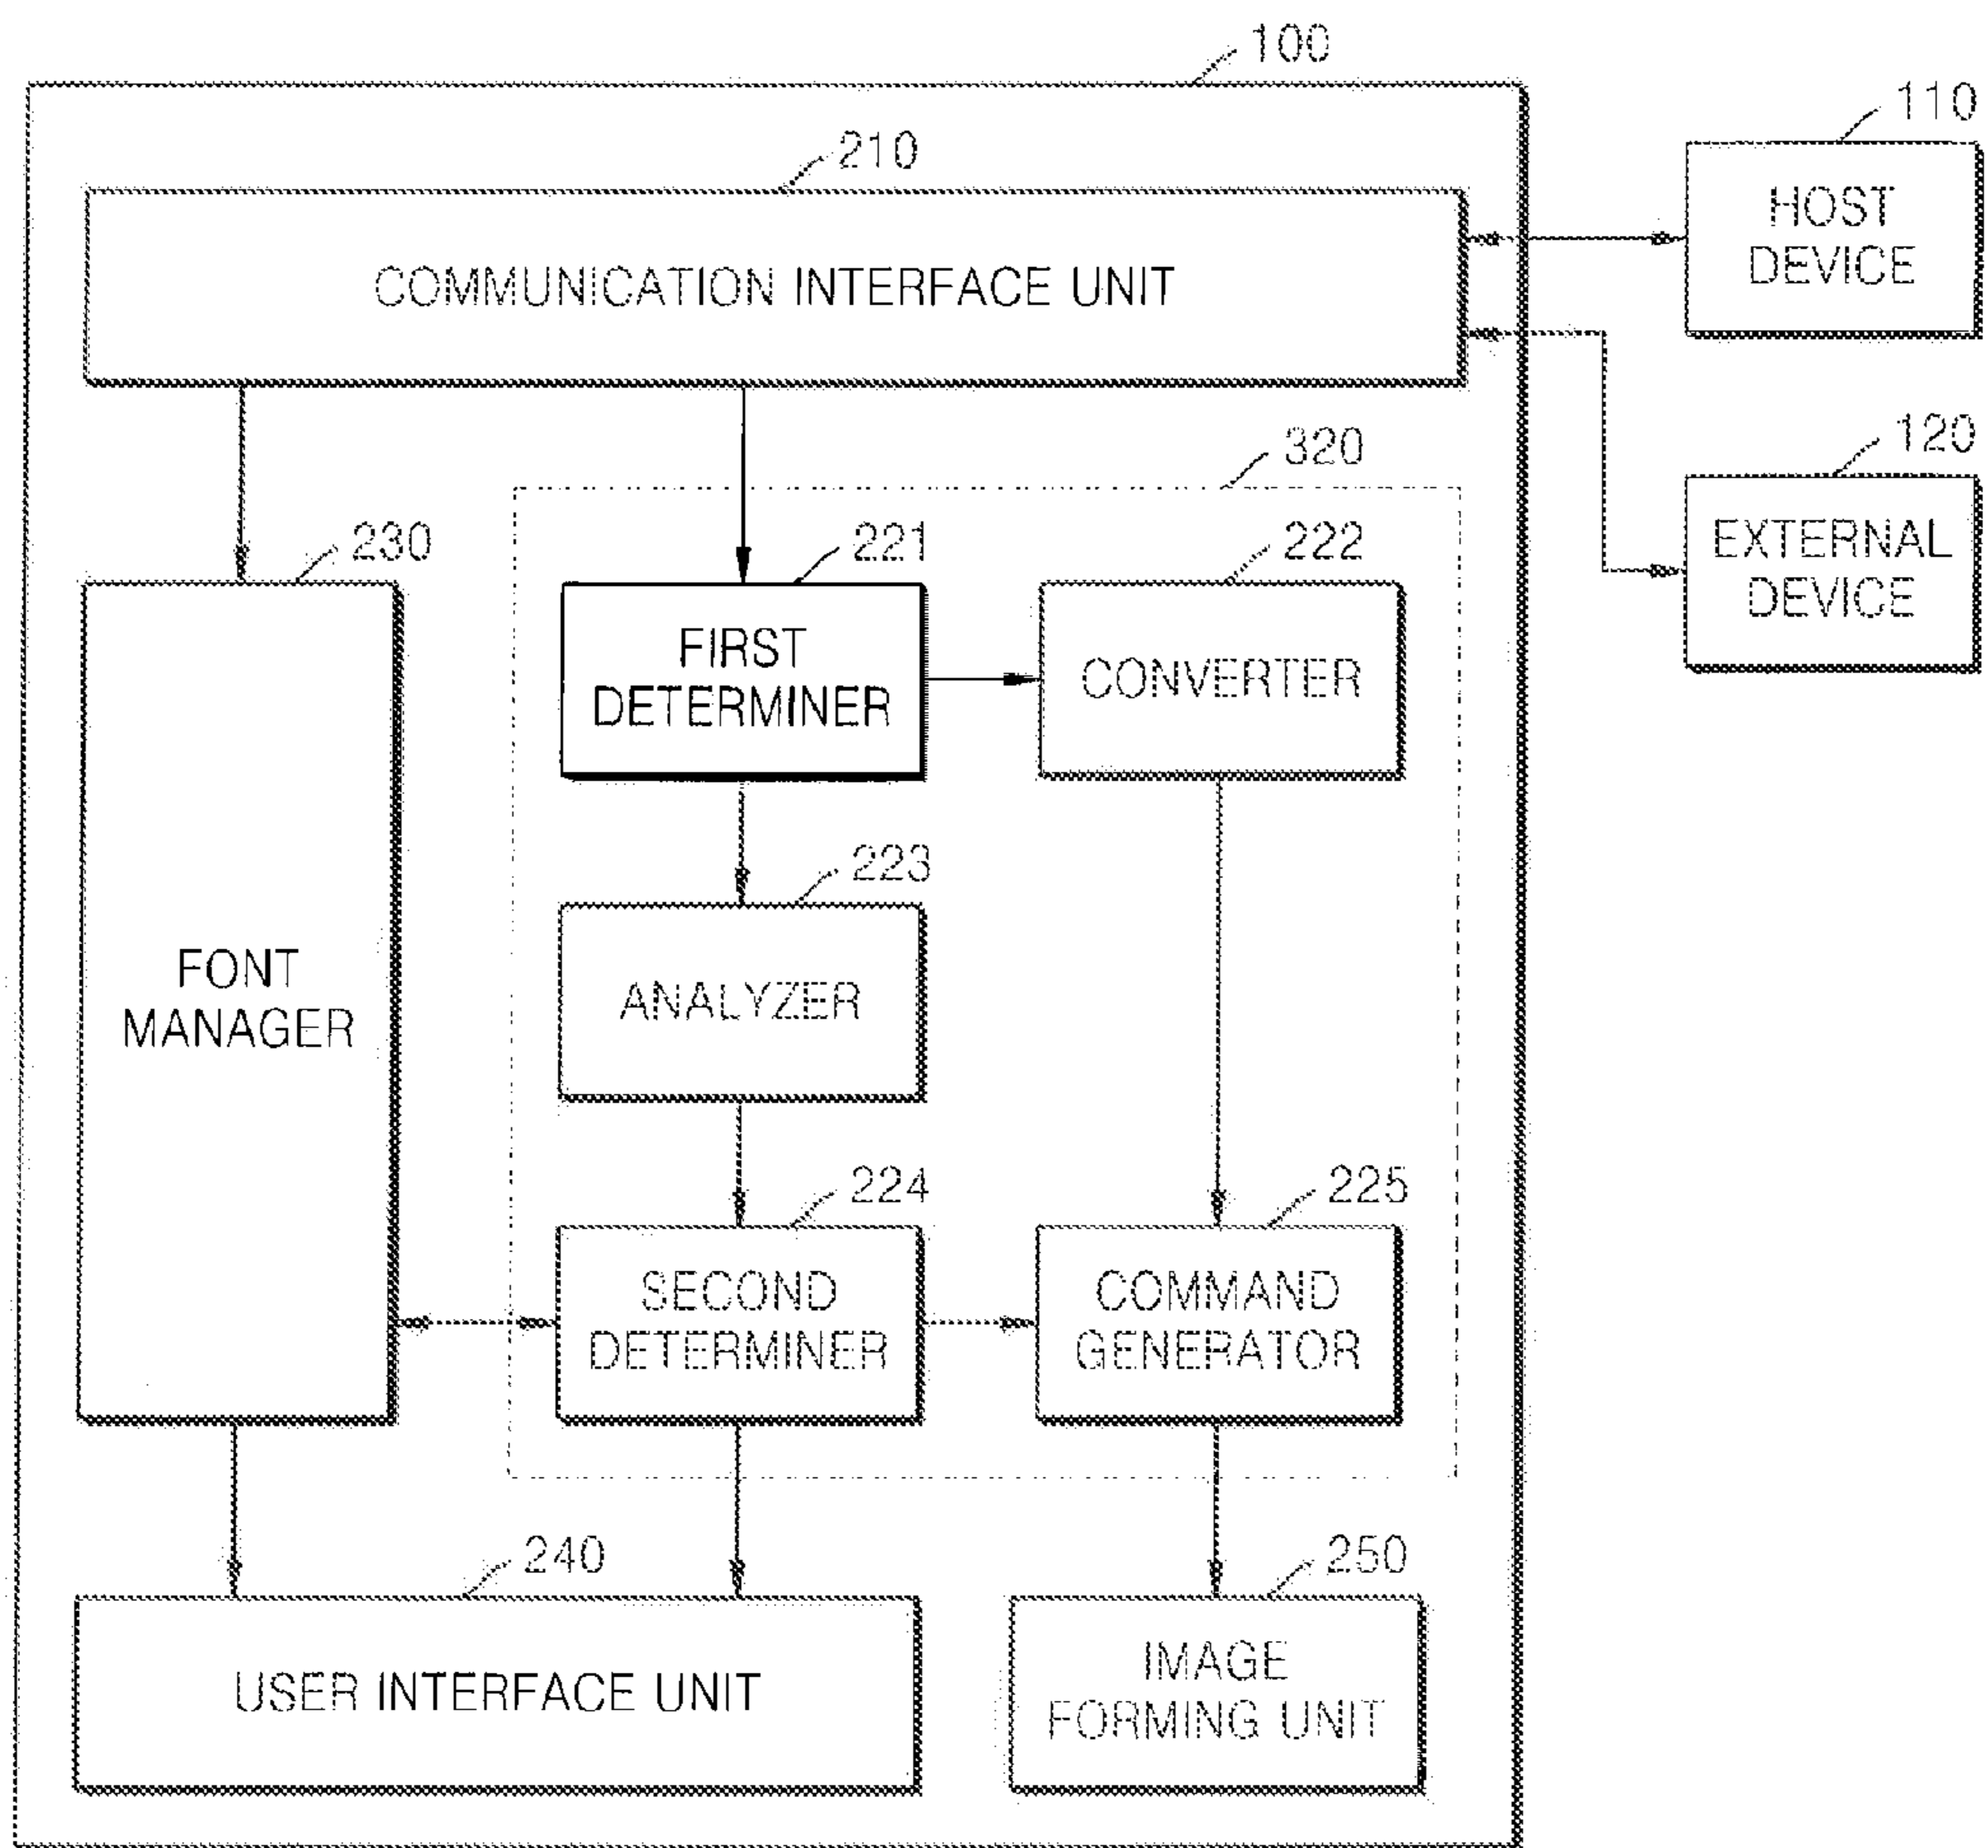 100
110
210
HOST
DEVICE
COMMUNICATION INTERFACE UNIT
120
320
EXTERNAL
DEVICE
230
221
222
FIRST
DETERMINER
CONVERTER
223
FONT
MANAGER
ANALYZER
224
225
SECOND
DETERMINER
COMMAND
GENERATOR
240
250
USER INTERFACE UNIT
IMAGE
FORMING UNIT